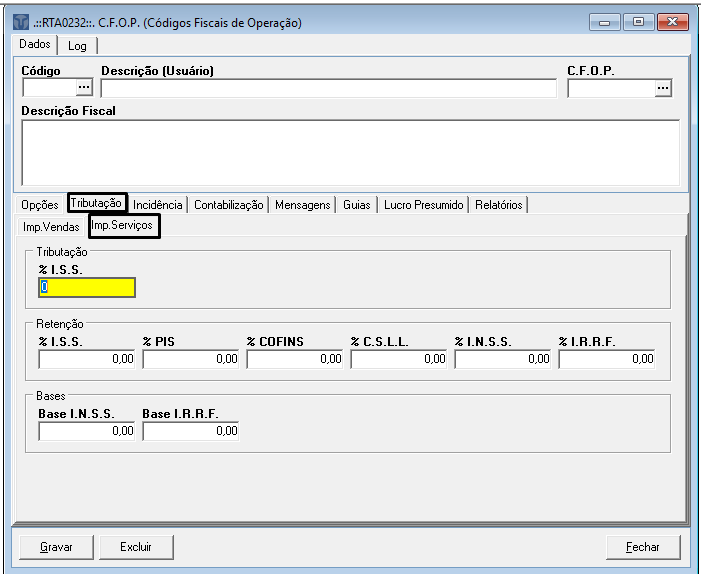 .::RTA0232::. C.F.O.P. (Códigos Fiscais de Operação)
Dados Log
Código Descrição (Usuário) C.F.O.P.
... ...
Descrição Fiscal
Opções Tributação Incidência Contabilização Mensagens Guias Lucro Presumido Relatórios
Imp.Vendas Imp.Serviços
Tributação
% I.S.S.
0
Retenção
% I.S.S. % PIS % COFINS % C.S.L.L. % I.N.S.S. % I.R.R.F.
0,00 0,00 0,00 0,00 0,00 0,00
Bases
Base I.N.S.S. Base I.R.R.F.
0,00 0,00
Gravar Excluir Fechar